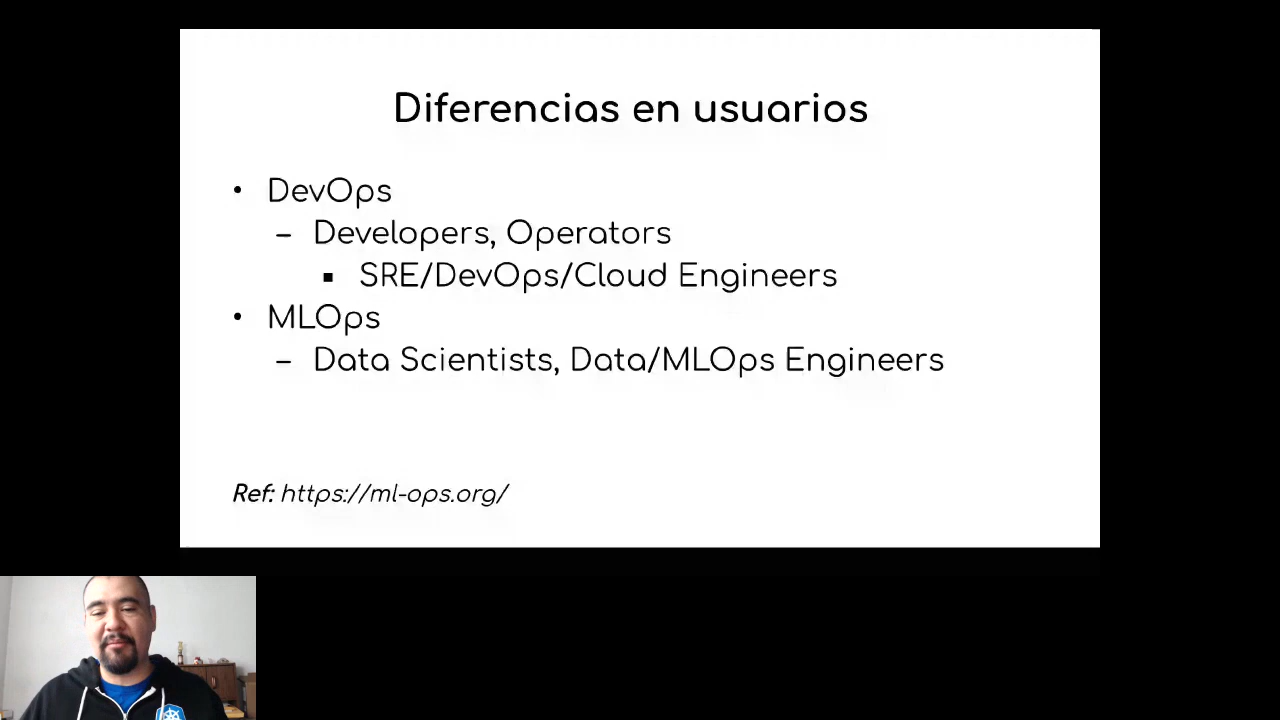 Diferencias en usuarios
• DevOps
– Developers, Operators
▪ SRE/DevOps/Cloud Engineers
• MLOps
– Data Scientists, Data/MLOps Engineers
Ref: https://ml-ops.org/